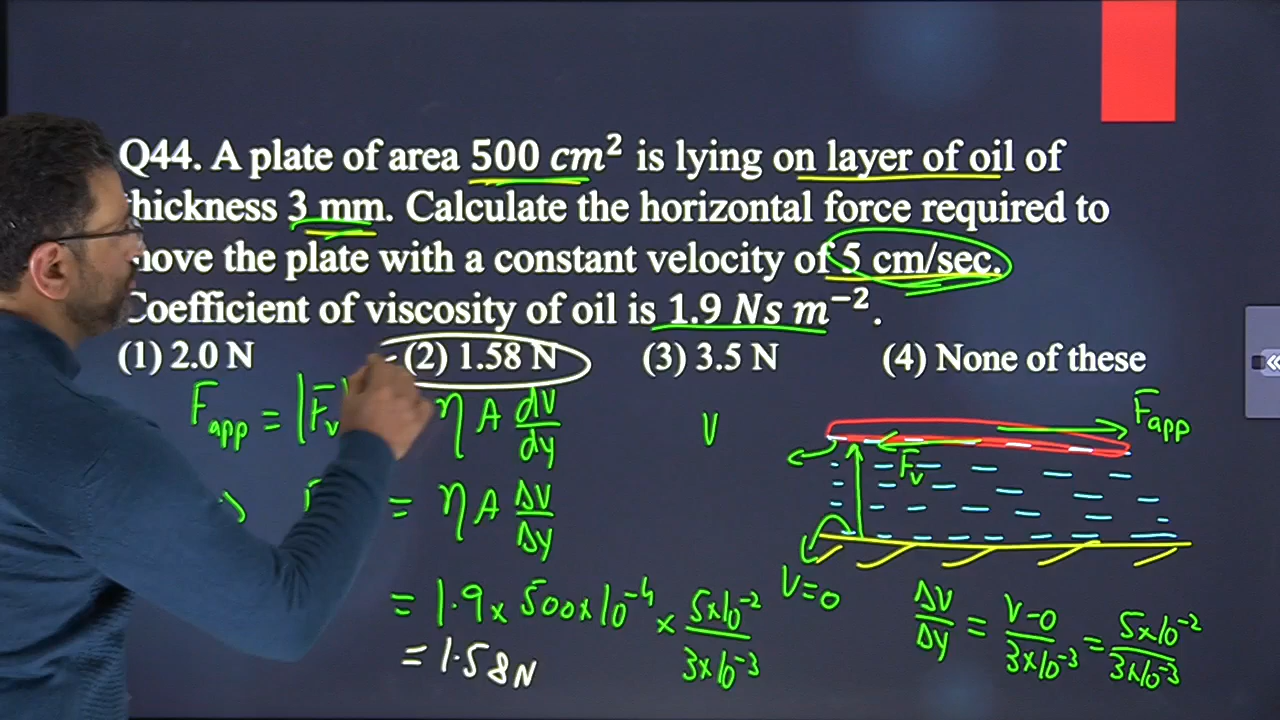 Q44. A plate of area 500 cm² is lying on layer of oil of
thickness 3 mm. Calculate the horizontal force required to
move the plate with a constant velocity of 5 cm/sec.
Coefficient of viscosity of oil is 1.9 Ns m⁻².
(1) 2.0 N (2) 1.58 N (3) 3.5 N (4) None of these
F app = |F̄v| η A dv/dy
= η A ΔV/Δy
= 1.9 × 500 × 10⁻⁴ × 5×10⁻²/3×10⁻³
= 1.58 N
V
F̄app
F̄v
V=0
ΔV/Δy = V-0/3×10⁻³ = 5×10⁻²/3×10⁻³